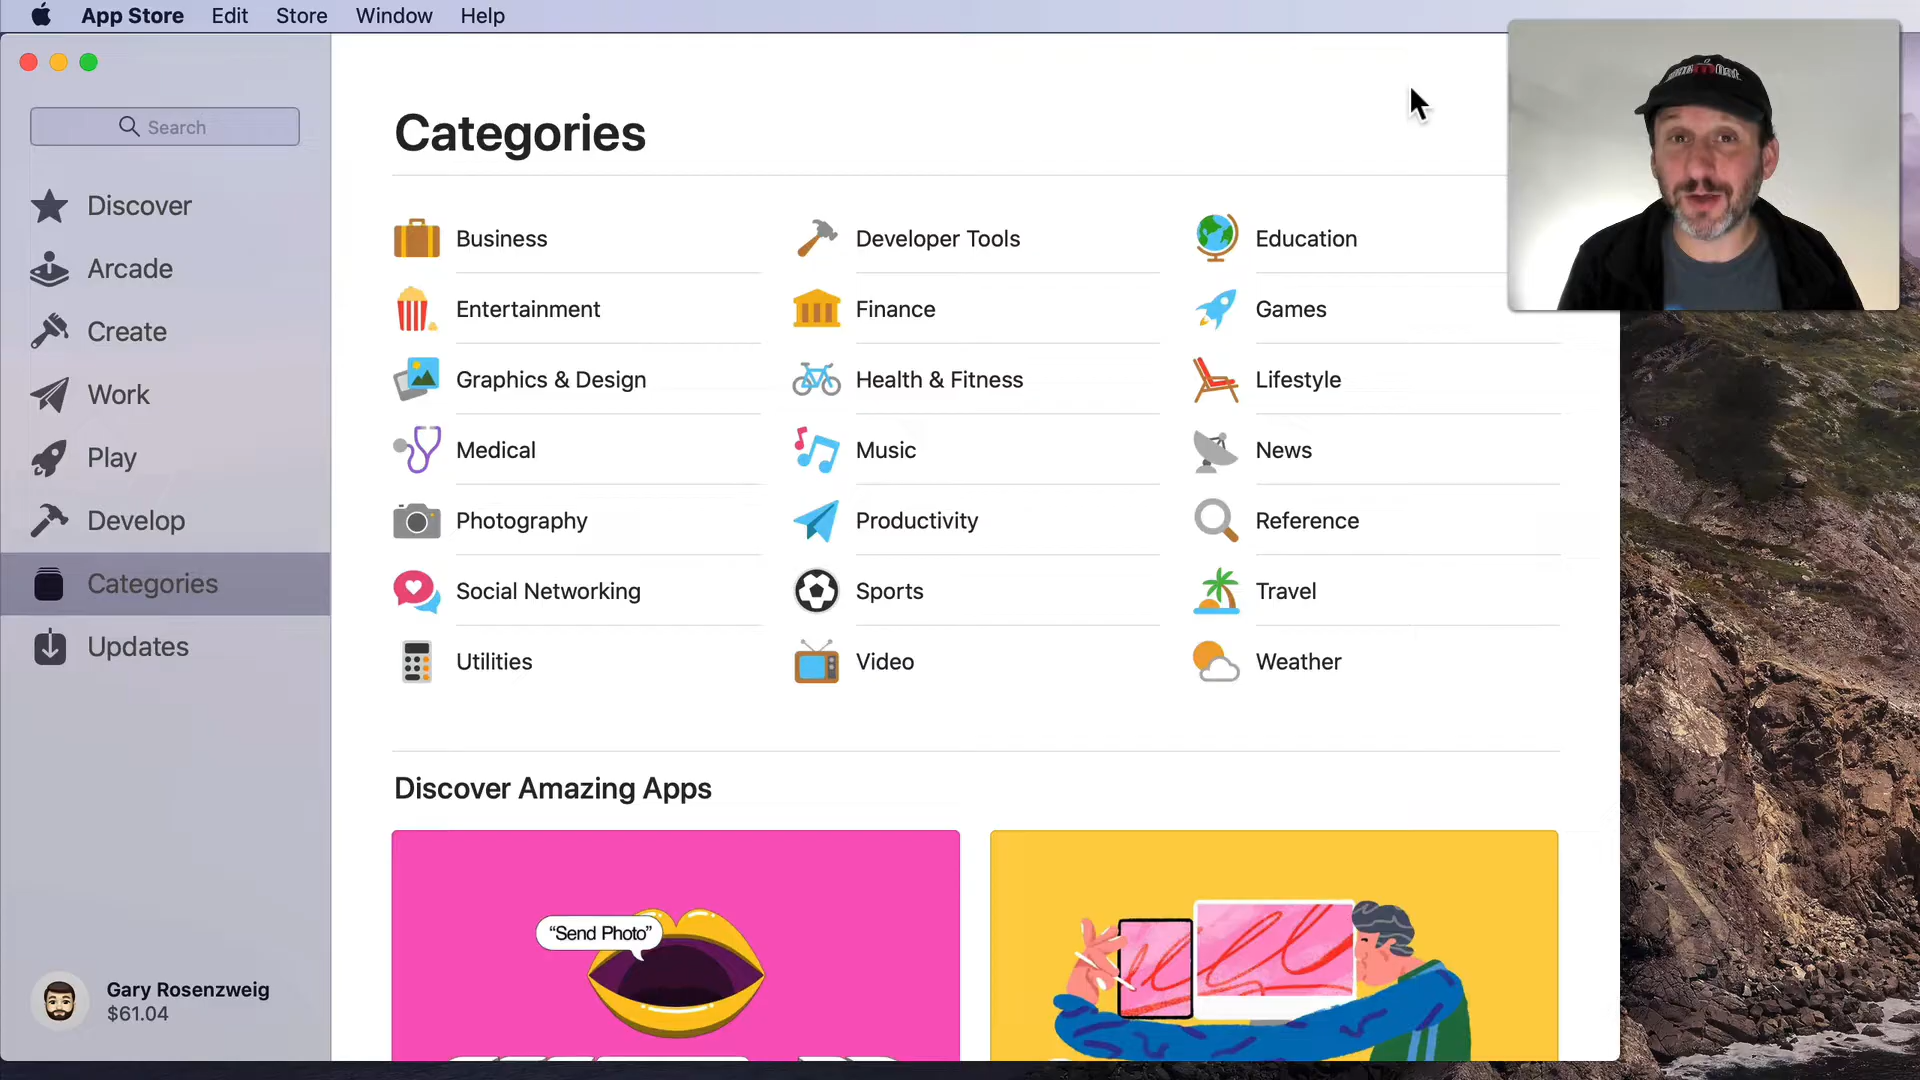 App Store Edit Store Window Help
Search
Discover
Arcade
Create
Work
Play
Develop
Categories
Updates
Gary Rosenzweig
$61.04
Categories
Business
Developer Tools
Education
Entertainment
Finance
Games
Graphics & Design
Health & Fitness
Lifestyle
Medical
Music
News
Photography
Productivity
Reference
Social Networking
Sports
Travel
Utilities
Video
Weather
Discover Amazing Apps
“Send Photo”